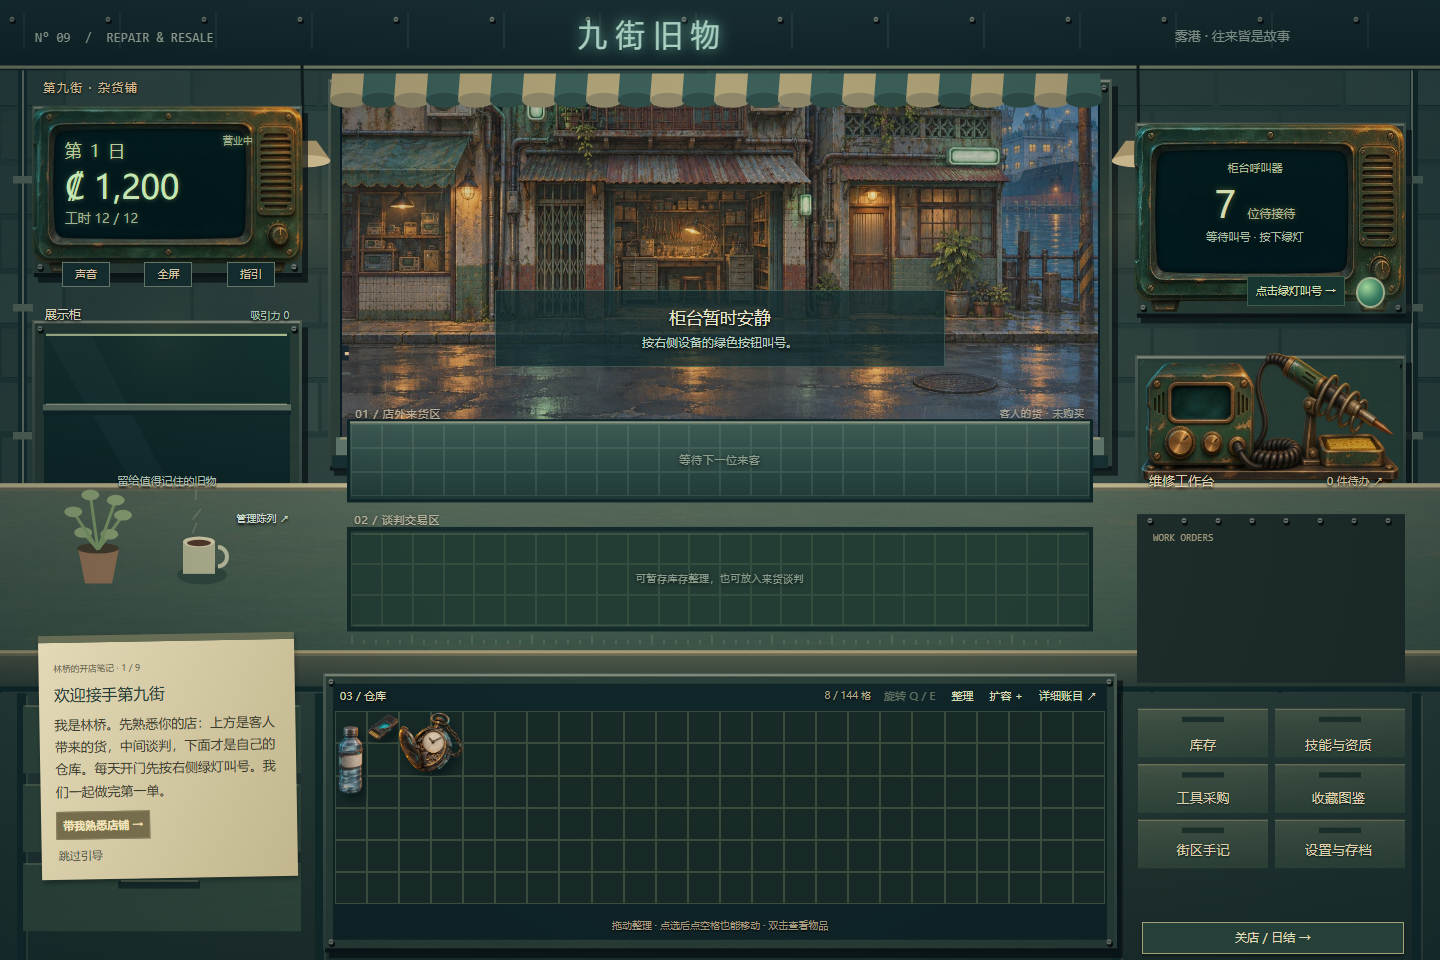 Nº 09 / REPAIR & RESALE
九街旧物
雾港 · 往来皆是故事
第九街 · 杂货铺
营业中
第 1 日
₡ 1,200
工时 12 / 12
声音
全屏
指引
展示柜
吸引力 0
留给值得记住的旧物
管理陈列 ↗
柜台暂时安静
按右侧设备的绿色按钮叫号。
01 / 店外来货区
客人的货 · 未购买
等待下一位来客
02 / 谈判交易区
可暂存库存整理，也可放入来货谈判
柜台呼叫器
7 位待接待
等待叫号 · 按下绿灯
点击绿灯叫号 →
维修工作台
0 件待办 ↗
WORK ORDERS
林桥的开店笔记 · 1 / 9
欢迎接手第九街
我是林桥。先熟悉你的店：上方是客人
带来的货，中间谈判，下面才是自己的
仓库。每天开门先按右侧绿灯叫号。我
们一起做完第一单。
带我熟悉店铺 →
跳过引导
03 / 仓库
8 / 144 格
旋转 Q / E
整理
扩容 +
详细账目 ↗
拖动整理 · 点选后点空格也能移动 · 双击查看物品
库存
技能与资质
工具采购
收藏图鉴
街区手记
设置与存档
关店 / 日结 →